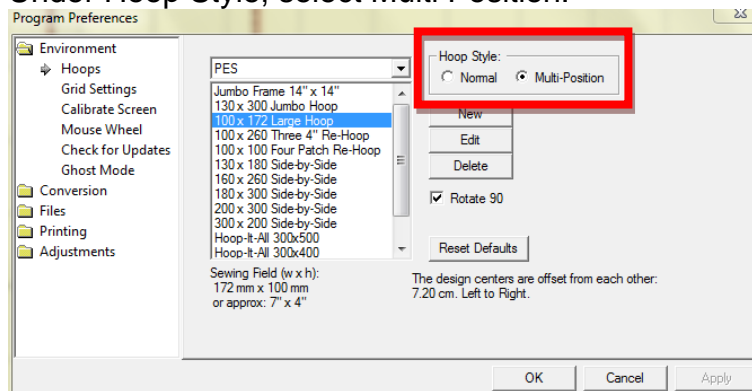 Under Hoop Style, select Multi-Position.
Program Preferences
Environment
Hoops
Grid Settings
Calibrate Screen
Mouse Wheel
Check for Updates
Ghost Mode
Conversion
Files
Printing
Adjustments
PES
Jumbo Frame 14" x 14"
130 x 300 Jumbo Hoop
100 x 172 Large Hoop
100 x 260 Three 4" Re-Hoop
100 x 100 Four Patch Re-Hoop
130 x 180 Side-by-Side
160 x 260 Side-by-Side
180 x 300 Side-by-Side
200 x 300 Side-by-Side
300 x 200 Side-by-Side
Hoop-It-All 300x500
Hoop-It-All 300x400
Sewing Field (w x h):
172 mm x 100 mm
or approx: 7" x 4"
Hoop Style:
Normal Multi-Position
New
Edit
Delete
Rotate 90
Reset Defaults
The design centers are offset from each other:
7.20 cm. Left to Right.
OK Cancel Apply